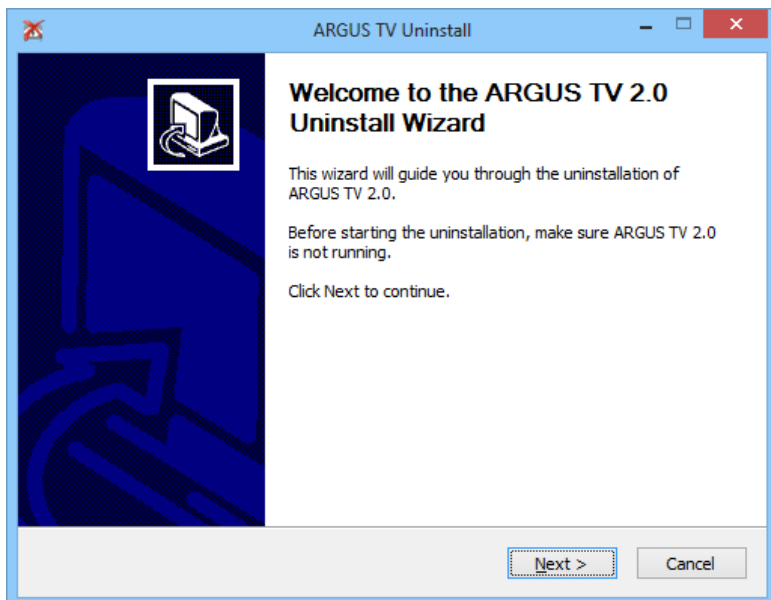 ARGUS TV Uninstall
Welcome to the ARGUS TV 2.0
Uninstall Wizard
This wizard will guide you through the uninstallation of
ARGUS TV 2.0.
Before starting the uninstallation, make sure ARGUS TV 2.0
is not running.
Click Next to continue.
Next >
Cancel